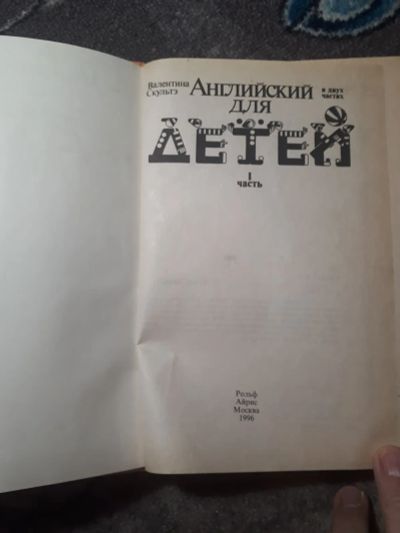 Валентина
Скультэ
Английский
в двух
частях
для
ДЕТЕЙ
I
часть
Рольф
Айрис
Москва
1996